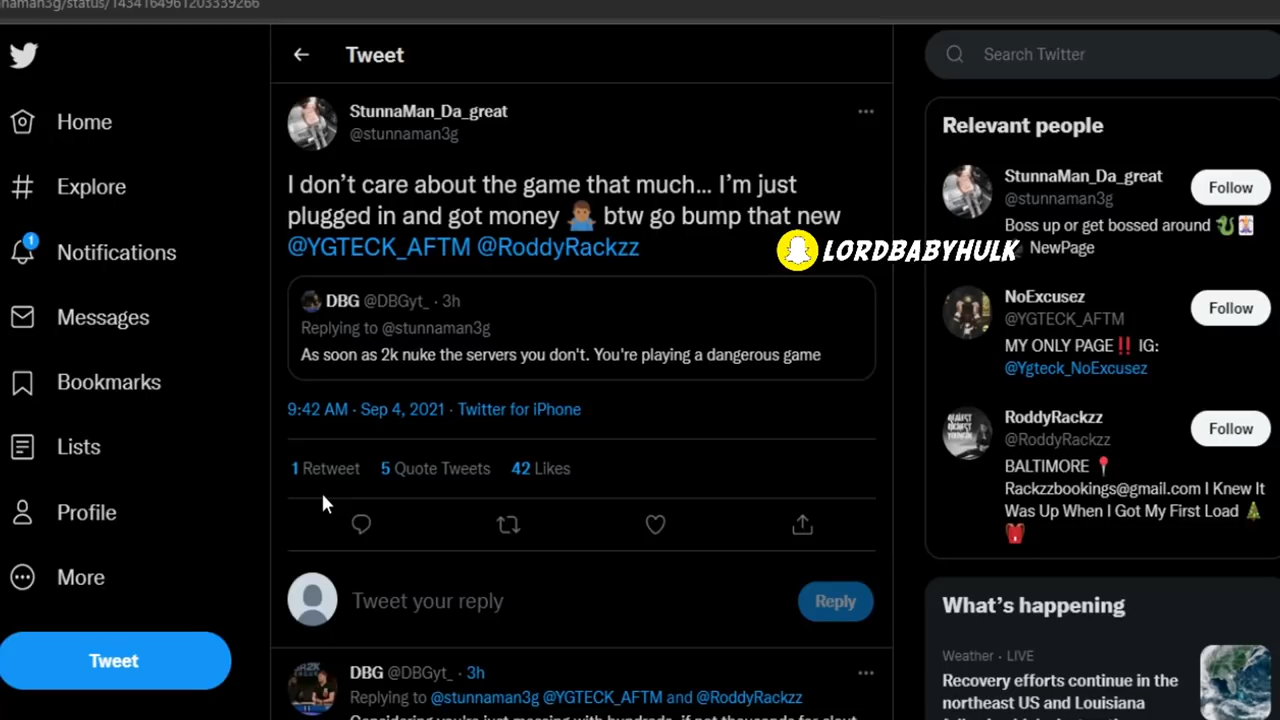 naman3g/status/1434164961203339266
Tweet
Search Twitter
Home
Explore
1
Notifications
Messages
Bookmarks
Lists
Profile
More
Tweet
StunnaMan_Da_great
@stunnaman3g
I don't care about the game that much... I'm just
plugged in and got money 🤷🏽‍♂️ btw go bump that new
@YGTECK_AFTM @RoddyRackzz
LORDBABYHULK
DBG @DBGyt_ · 3h
Replying to @stunnaman3g
As soon as 2k nuke the servers you don't. You're playing a dangerous game
9:42 AM · Sep 4, 2021 · Twitter for iPhone
1 Retweet 5 Quote Tweets 42 Likes
Tweet your reply
Reply
DBG @DBGyt_ · 3h
Replying to @stunnaman3g @YGTECK_AFTM and @RoddyRackzz
Relevant people
StunnaMan_Da_great
@stunnaman3g
Follow
Boss up or get bossed around 🐍🃏
NewPage
NoExcusez
@YGTECK_AFTM
Follow
MY ONLY PAGE‼️ IG:
@Ygteck_NoExcusez
RoddyRackzz
@RoddyRackzz
Follow
BALTIMORE 📍
Rackzzbookings@gmail.com I Knew It
Was Up When I Got My First Load 🎄
🎒
What's happening
Weather · LIVE
Recovery efforts continue in the
northeast US and Louisiana